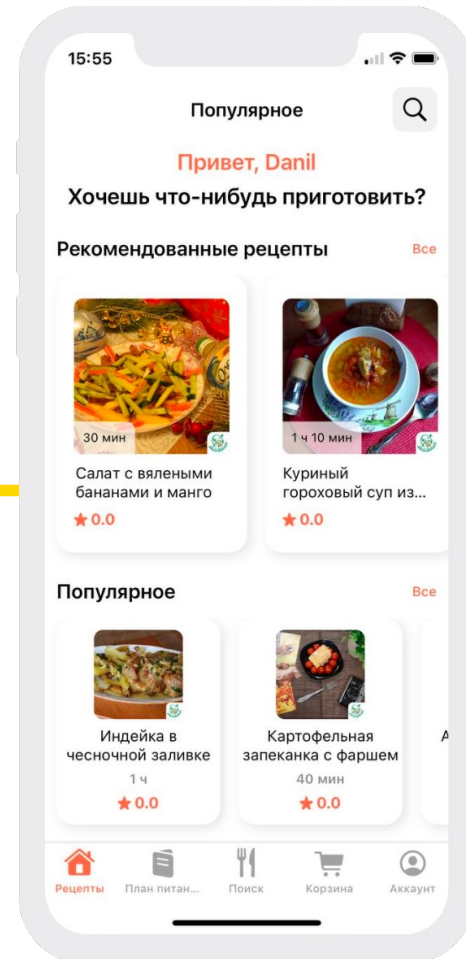 15:55
Популярное
Привет, Danil
Хочешь что-нибудь приготовить?
Рекомендованные рецепты
Все
30 мин
1 ч 10 мин
Салат с вялеными
бананами и манго
Куриный
гороховый суп из...
0.0
0.0
Популярное
Все
Индейка в
чесночной заливке
Картофельная
запеканка с фаршем
1 ч
40 мин
0.0
0.0
Рецепты
План питан...
Поиск
Корзина
Аккаунт